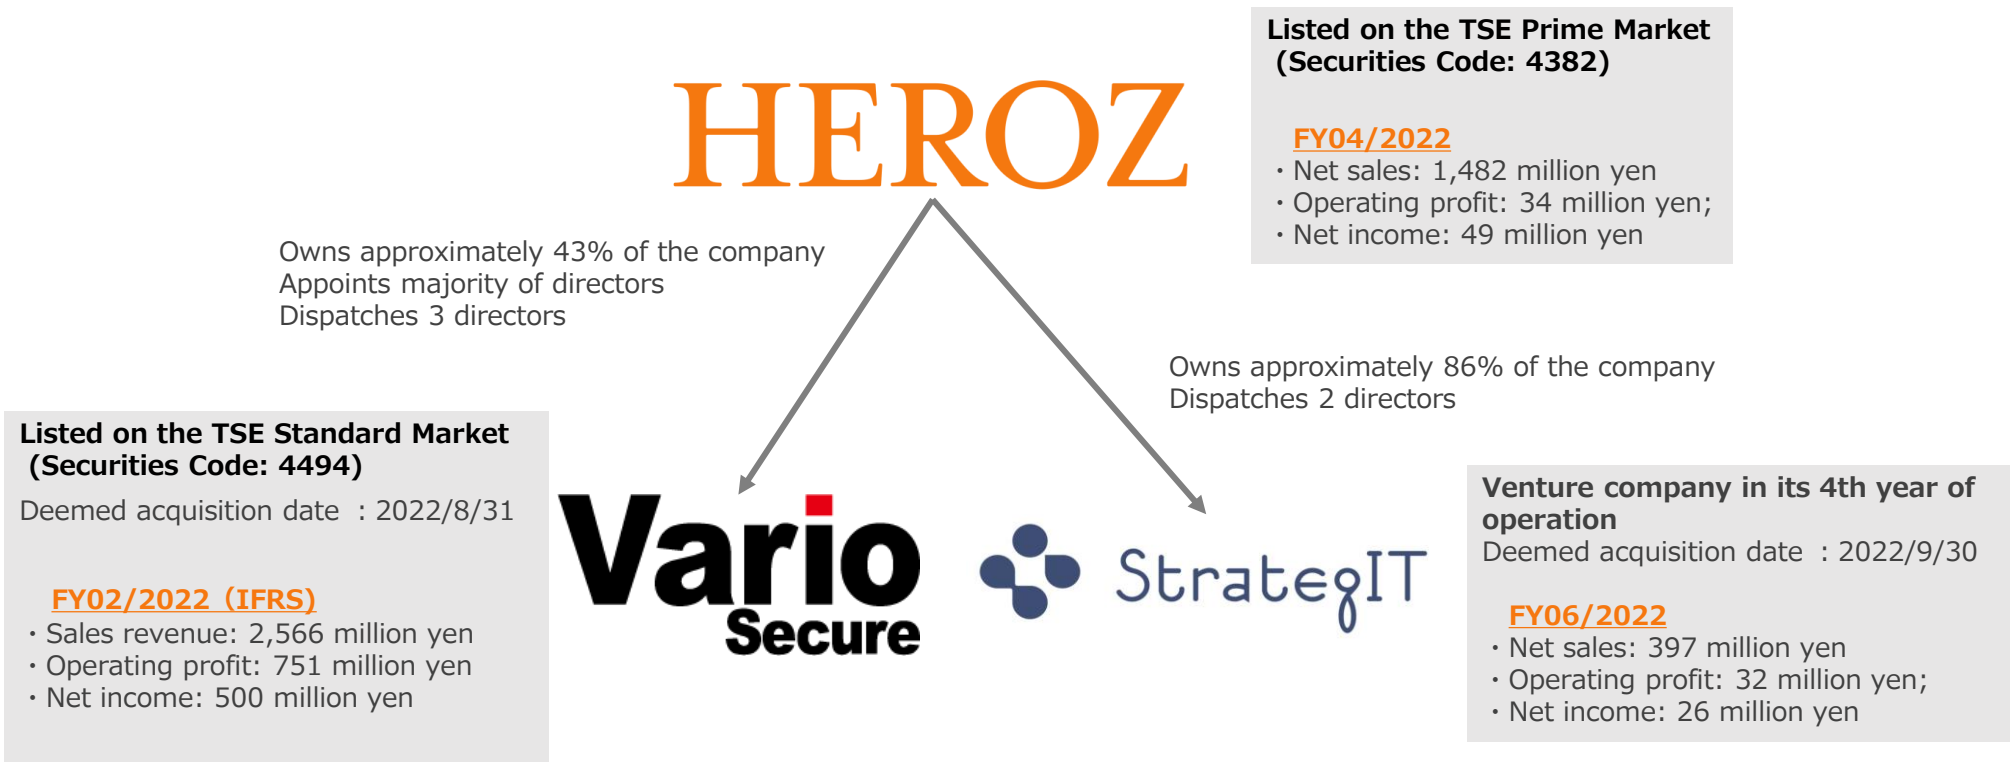 HEROZ
Listed on the TSE Prime Market
(Securities Code: 4382)
FY04/2022
・Net sales: 1,482 million yen
・Operating profit: 34 million yen;
・Net income: 49 million yen
Owns approximately 43% of the company
Appoints majority of directors
Dispatches 3 directors
Owns approximately 86% of the company
Dispatches 2 directors
Listed on the TSE Standard Market
(Securities Code: 4494)
Deemed acquisition date : 2022/8/31
FY02/2022（IFRS)
・Sales revenue: 2,566 million yen
・Operating profit: 751 million yen
・Net income: 500 million yen
Vario
Secure
StrategIT
Venture company in its 4th year of
operation
Deemed acquisition date : 2022/9/30
FY06/2022
・Net sales: 397 million yen
・Operating profit: 32 million yen;
・Net income: 26 million yen